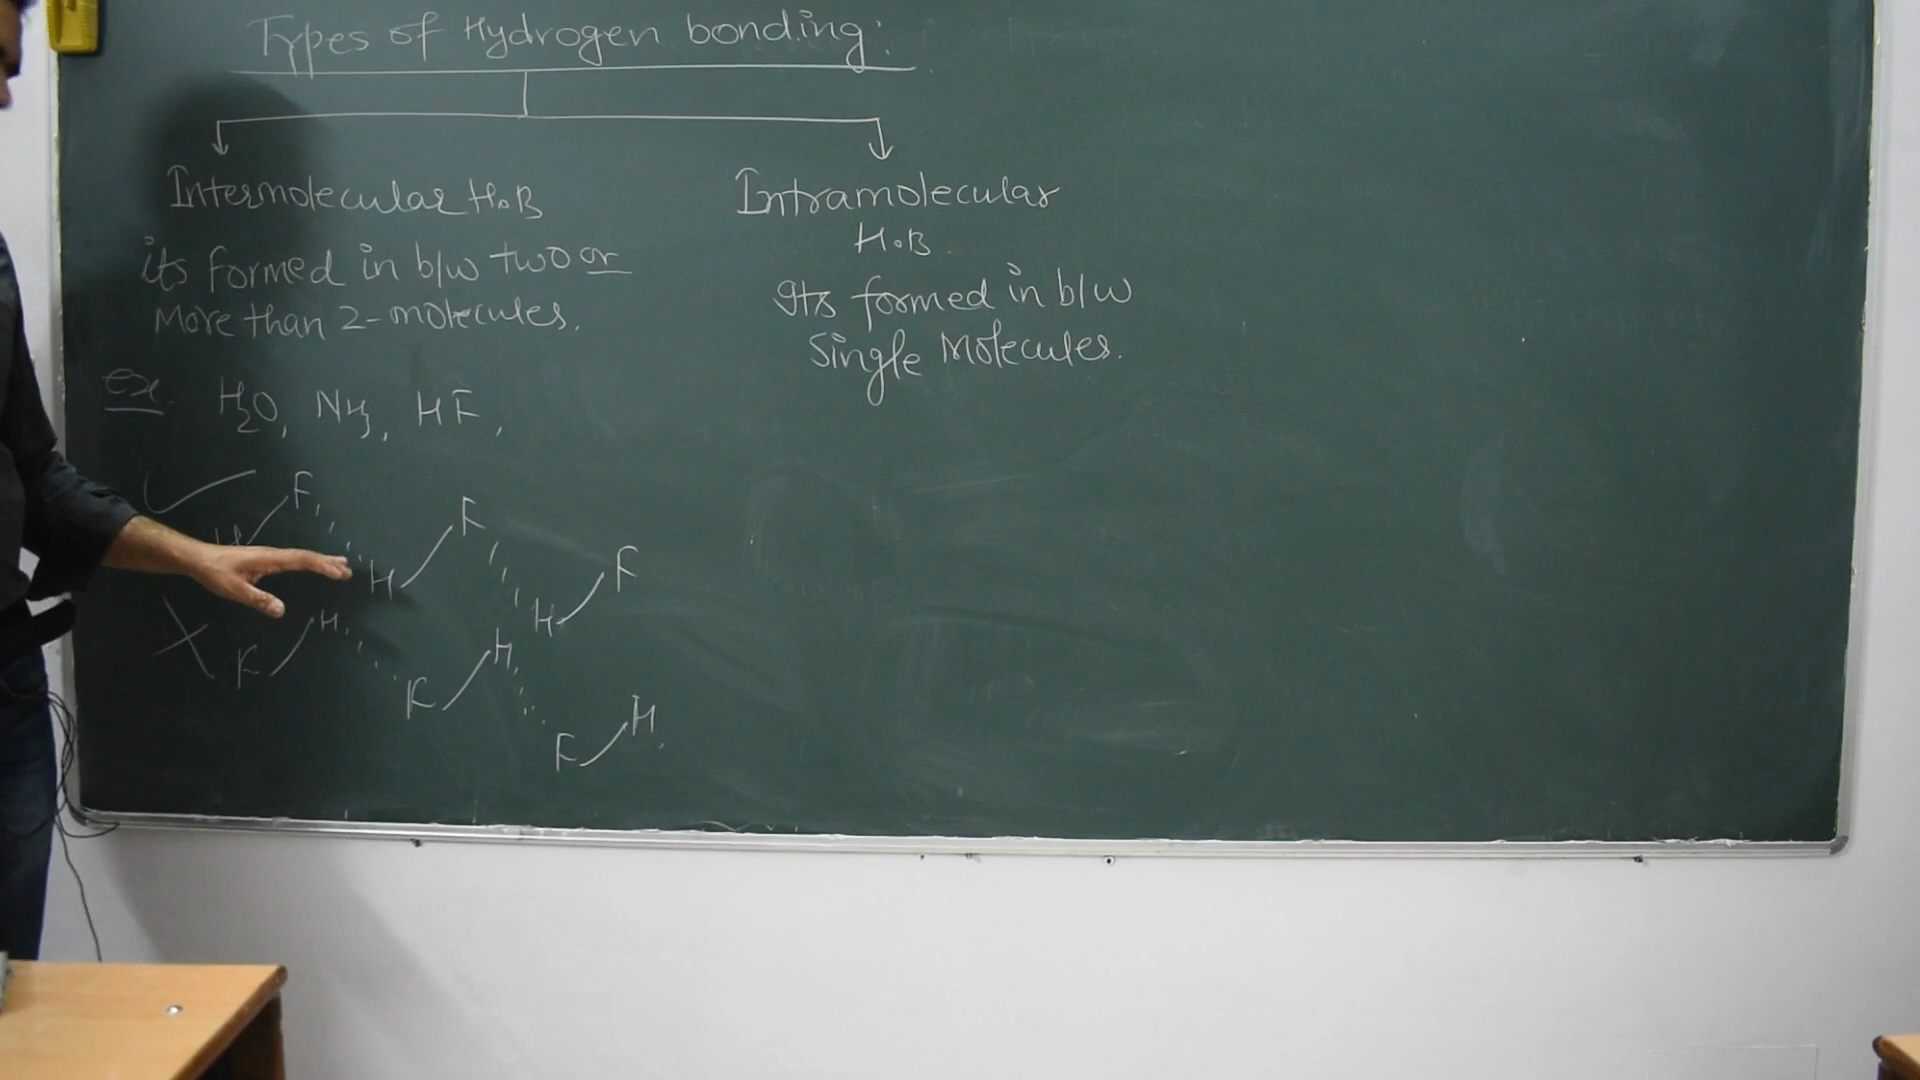 Types of Hydrogen bonding:
Intermolecular H.B
its formed in b/w two or
more than 2-molecules.
Intramolecular
H.B.
Its formed in b/w
Single Molecules.
ex. H2O, NH3, HF,
F F F
H H H
H H H
F F F